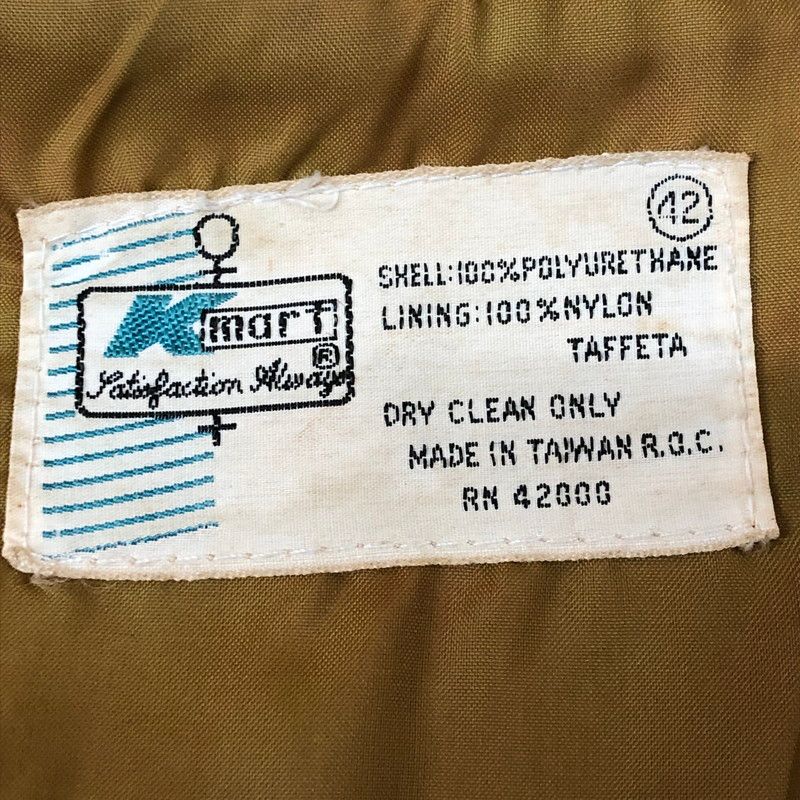 Kmart®
Satisfaction Always
42
SHELL:100%POLYURETHANE
LINING:100%NYLON
TAFFETA
DRY CLEAN ONLY
MADE IN TAIWAN R.O.C.
RN 42000